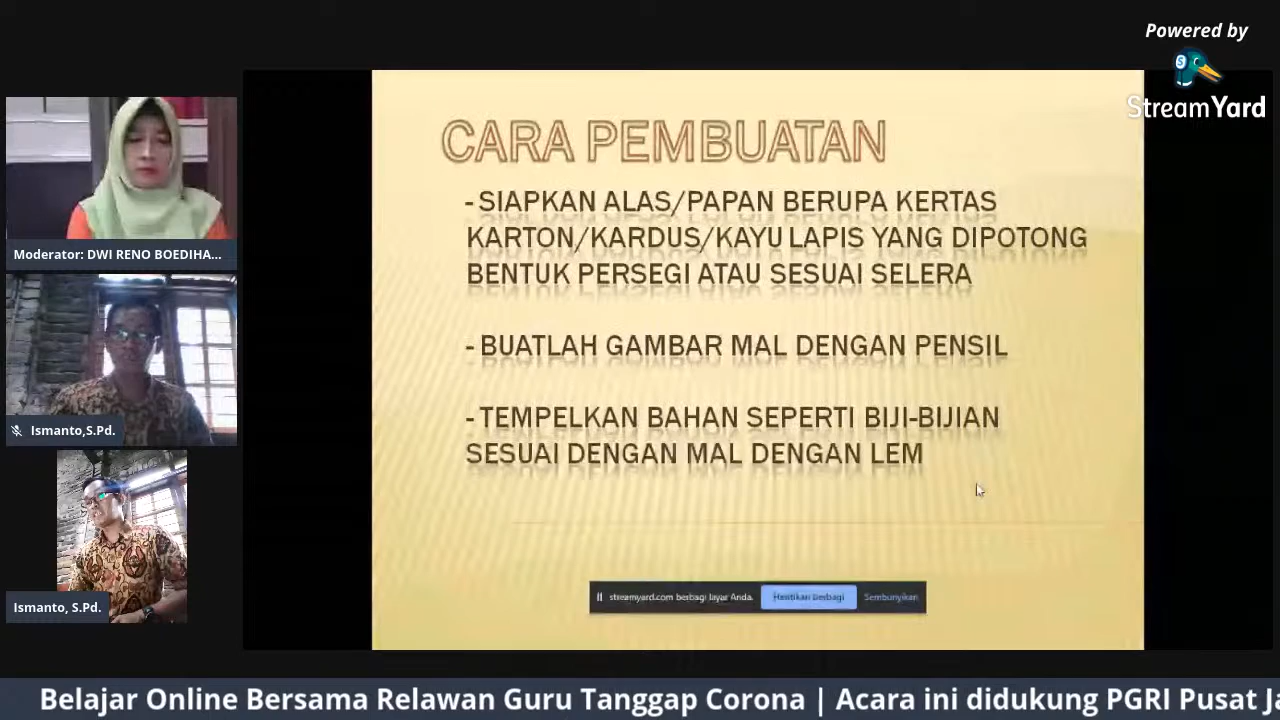 Powered by
StreamYard
CARA PEMBUATAN
- SIAPKAN ALAS/PAPAN BERUPA KERTAS
KARTON/KARDUS/KAYU LAPIS YANG DIPOTONG
BENTUK PERSEGI ATAU SESUAI SELERA
- BUATLAH GAMBAR MAL DENGAN PENSIL
- TEMPELKAN BAHAN SEPERTI BIJI-BIJIAN
SESUAI DENGAN MAL DENGAN LEM
Moderator: DWI RENO BOEDIHA...
Ismanto,S.Pd.
Ismanto, S.Pd.
streamyard.com berbagi layar Anda.
Hentikan berbagi
Sembunyikan
Belajar Online Bersama Relawan Guru Tanggap Corona | Acara ini didukung PGRI Pusat Ja